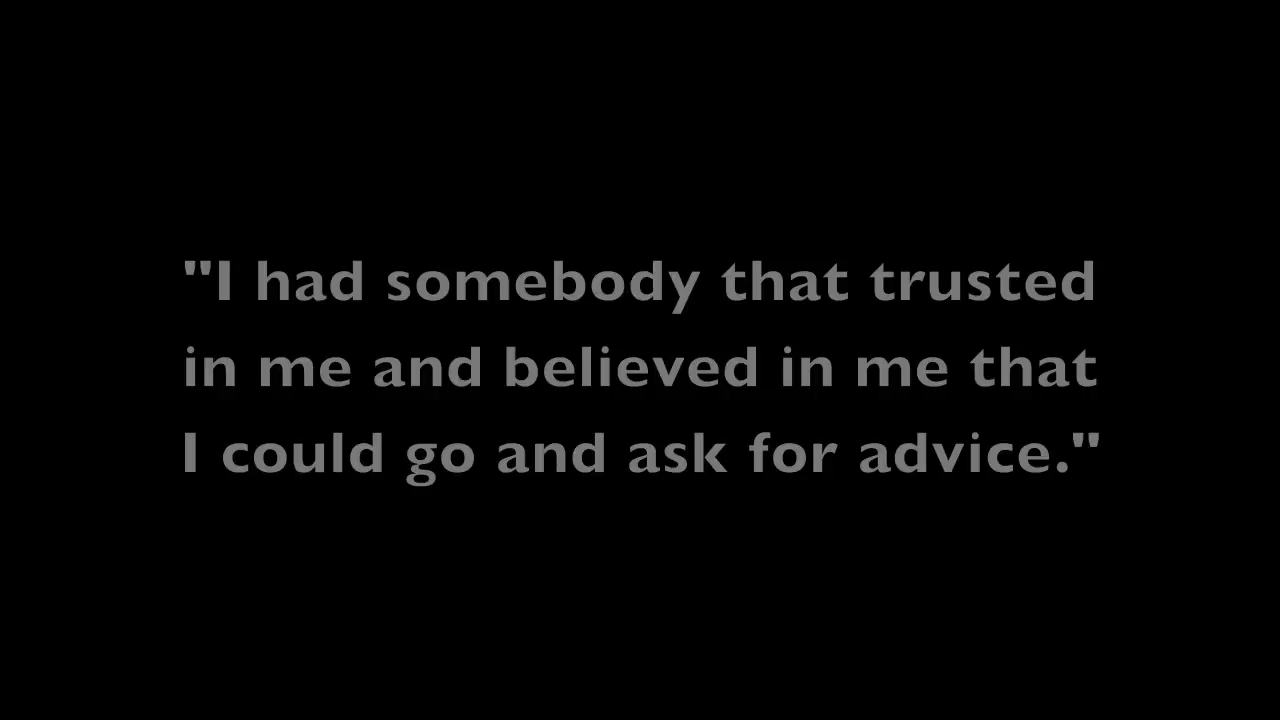 "I had somebody that trusted
in me and believed in me that
I could go and ask for advice."